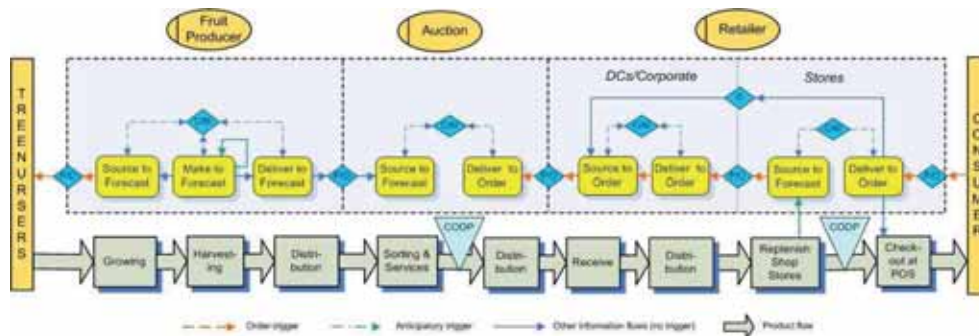 Fruit
Producer
Auction
Retailer
DCs/Corporate
Stores
TREENURSERS
CONSUMER
Source to
Forecast
Make to
Forecast
Deliver to
Forecast
Source to
Forecast
Deliver to
Order
Source to
Order
Deliver to
Order
Source to
Forecast
Deliver to
Order
CODP
CODP
Growing
Harvest-
ing
Distri-
bution
Sorting &
Services
Distri-
bution
Receive
Distri-
bution
Replenish
Shop
Stores
Check-
out at
POS
Order trigger
Anticipatory trigger
Other information flows (no trigger)
Product flow